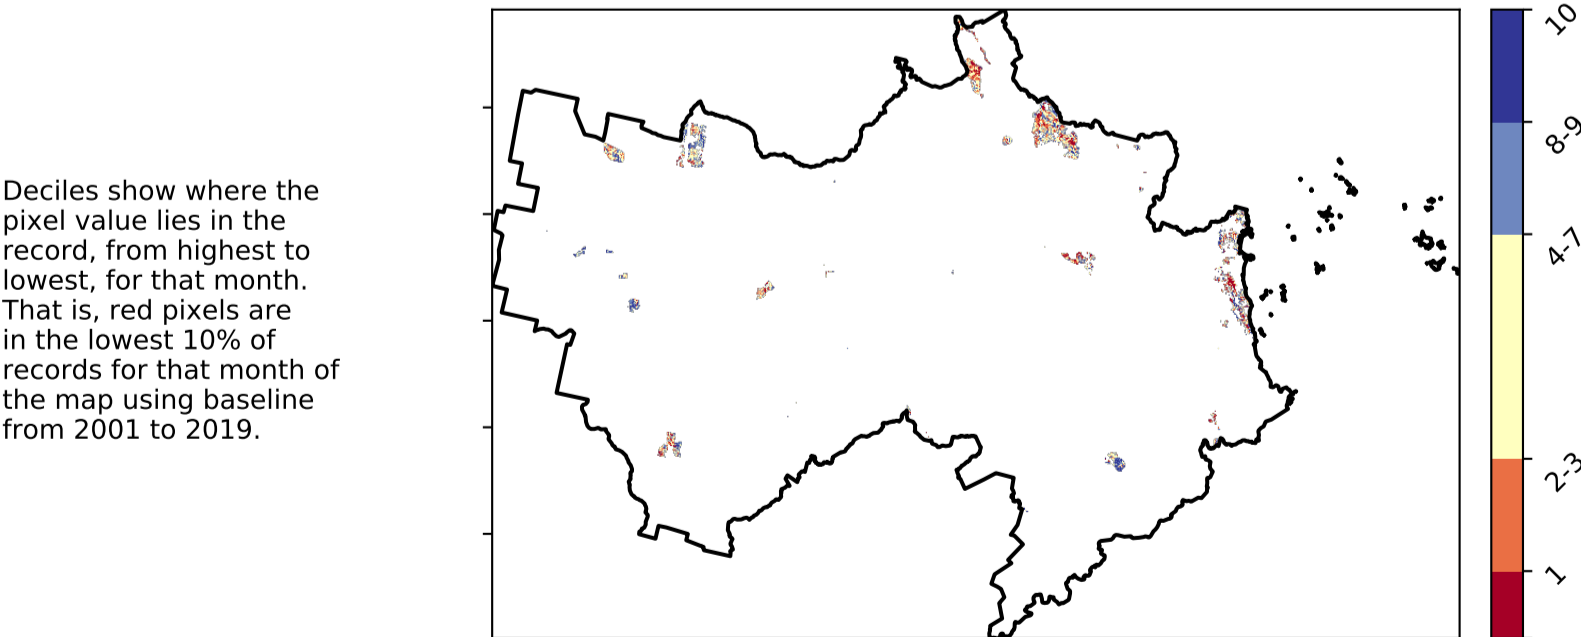 Deciles show where the
pixel value lies in the
record, from highest to
lowest, for that month.
That is, red pixels are
in the lowest 10% of
records for that month of
the map using baseline
from 2001 to 2019.
10
8-9
4-7
2-3
1